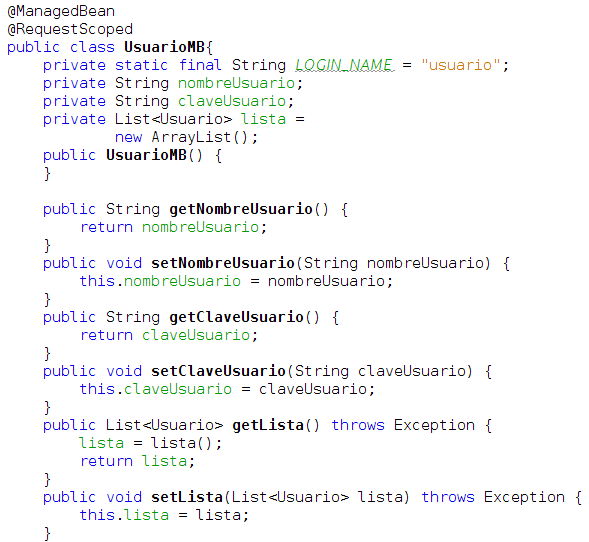 @ManagedBean
@RequestScoped
public class UsuarioMB{
    private static final String LOGIN_NAME = "usuario";
    private String nombreUsuario;
    private String claveUsuario;
    private List<Usuario> lista =
            new ArrayList();
    public UsuarioMB() {
    }

    public String getNombreUsuario() {
        return nombreUsuario;
    }
    public void setNombreUsuario(String nombreUsuario) {
        this.nombreUsuario = nombreUsuario;
    }
    public String getClaveUsuario() {
        return claveUsuario;
    }
    public void setClaveUsuario(String claveUsuario) {
        this.claveUsuario = claveUsuario;
    }
    public List<Usuario> getLista() throws Exception {
        lista = lista();
        return lista;
    }
    public void setLista(List<Usuario> lista) throws Exception {
        this.lista = lista;
    }